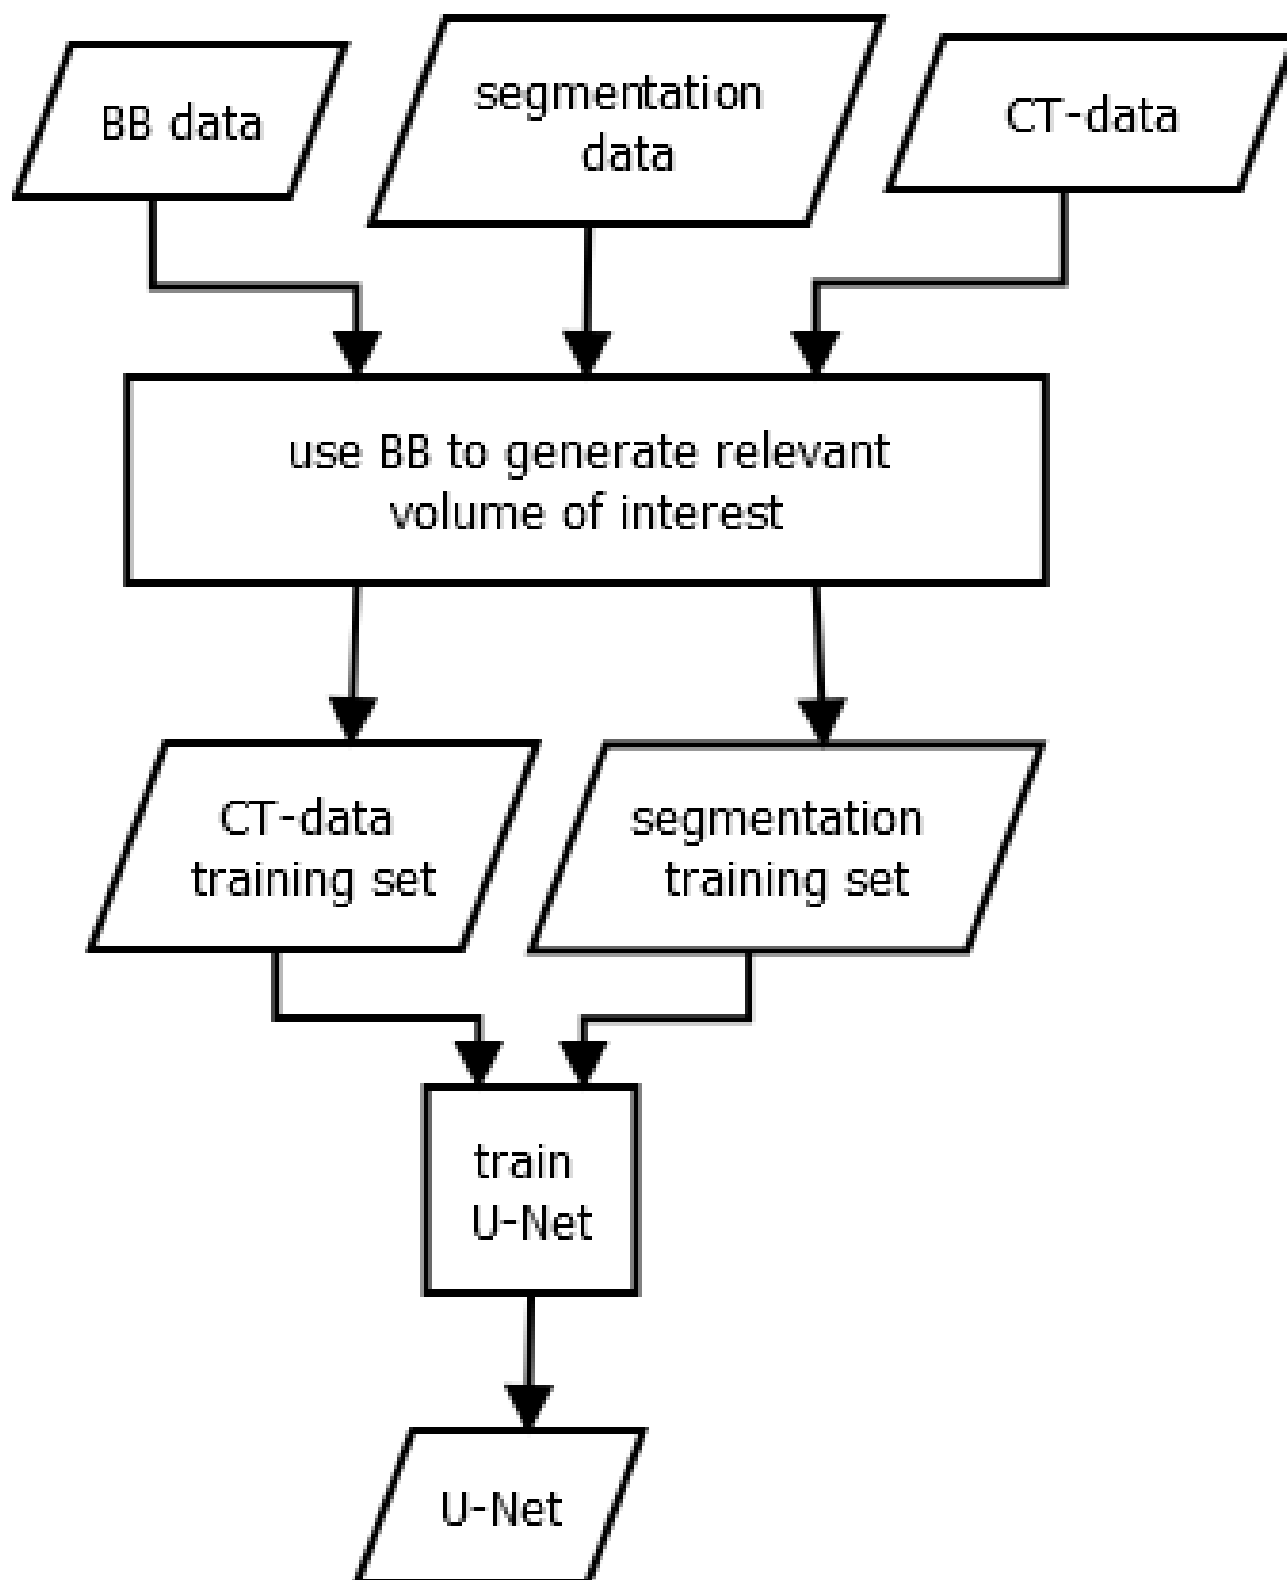 BB data
segmentation
data
CT-data
use BB to generate relevant
volume of interest
CT-data
training set
segmentation
training set
train
U-Net
U-Net